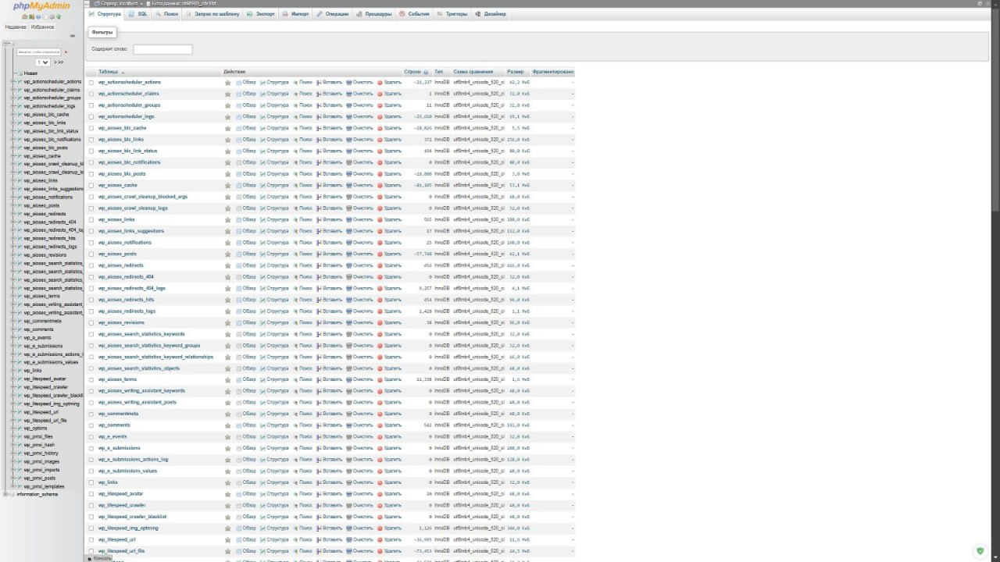 phpMyAdmin
Недавнее Избранное
1 > >>
Новая
wp_actionscheduler_actions
wp_actionscheduler_claims
wp_actionscheduler_groups
wp_actionscheduler_logs
wp_aioseo_blc_cache
wp_aioseo_blc_links
wp_aioseo_blc_link_status
wp_aioseo_blc_notifications
wp_aioseo_blc_posts
wp_aioseo_cache
wp_aioseo_crawl_cleanup_bl
wp_aioseo_crawl_cleanup_lo
wp_aioseo_links
wp_aioseo_links_suggestions
wp_aioseo_notifications
wp_aioseo_posts
wp_aioseo_redirects
wp_aioseo_redirects_404
wp_aioseo_redirects_404_log
wp_aioseo_redirects_hits
wp_aioseo_redirects_logs
wp_aioseo_revisions
wp_aioseo_search_statistics_
wp_aioseo_search_statistics_
wp_aioseo_search_statistics_
wp_aioseo_search_statistics_
wp_aioseo_terms
wp_aioseo_writing_assistant_
wp_aioseo_writing_assistant_
wp_commentmeta
wp_comments
wp_e_events
wp_e_submissions
wp_e_submissions_actions_l
wp_e_submissions_values
wp_links
wp_litespeed_avatar
wp_litespeed_crawler
wp_litespeed_crawler_blackli
wp_litespeed_img_optming
wp_litespeed_url
wp_litespeed_url_file
wp_options
wp_pmxi_files
wp_pmxi_hash
wp_pmxi_history
wp_pmxi_images
wp_pmxi_imports
wp_pmxi_posts
wp_pmxi_templates
information_schema
Структура SQL Поиск Запрос по шаблону Экспорт Импорт Операции Процедуры События Триггеры Дизайнер
Фильтры
Содержит слово:
Таблица Действие Строки Тип Схема сравнения Размер Фрагментировано
wp_actionscheduler_actions Обзор Структура Поиск Вставить Очистить Удалить ~21,237 InnoDB utf8mb4_unicode_520_ci 42,2 МиБ -
wp_actionscheduler_claims Обзор Структура Поиск Вставить Очистить Удалить 1 InnoDB utf8mb4_unicode_520_ci 32,0 КиБ -
wp_actionscheduler_groups Обзор Структура Поиск Вставить Очистить Удалить 11 InnoDB utf8mb4_unicode_520_ci 32,0 КиБ -
wp_actionscheduler_logs Обзор Структура Поиск Вставить Очистить Удалить InnoDB utf8mb4_unicode_520_ci 19,1 МиБ -
wp_aioseo_blc_cache Обзор Структура Поиск Вставить Очистить Удалить ~28,826 InnoDB utf8mb4_unicode_520_ci 5,5 МиБ -
wp_aioseo_blc_links Обзор Структура Поиск Вставить Очистить Удалить 372 InnoDB utf8mb4_unicode_520_ci 256,0 КиБ -
wp_aioseo_blc_link_status Обзор Структура Поиск Вставить Очистить Удалить InnoDB utf8mb4_unicode_520_ci 80,0 КиБ -
wp_aioseo_blc_notifications Обзор Структура Поиск Вставить Очистить Удалить 0 InnoDB utf8mb4_unicode_520_ci 80,0 КиБ -
wp_aioseo_blc_posts Обзор Структура Поиск Вставить Очистить Удалить InnoDB utf8mb4_unicode_520_ci 3,0 МиБ -
wp_aioseo_cache Обзор Структура Поиск Вставить Очистить Удалить InnoDB utf8mb4_unicode_520_ci 53,1 МиБ -
wp_aioseo_crawl_cleanup_blocked_args Обзор Структура Поиск Вставить Очистить Удалить 0 InnoDB utf8mb4_unicode_520_ci 48,0 КиБ -
wp_aioseo_crawl_cleanup_logs Обзор Структура Поиск Вставить Очистить Удалить 0 InnoDB utf8mb4_unicode_520_ci 32,0 КиБ -
wp_aioseo_links Обзор Структура Поиск Вставить Очистить Удалить 565 InnoDB utf8mb4_unicode_520_ci 288,0 КиБ -
wp_aioseo_links_suggestions Обзор Структура Поиск Вставить Очистить Удалить 17 InnoDB utf8mb4_unicode_520_ci 112,0 КиБ -
wp_aioseo_notifications Обзор Структура Поиск Вставить Очистить Удалить 25 InnoDB utf8mb4_unicode_520_ci 160,0 КиБ -
wp_aioseo_posts Обзор Структура Поиск Вставить Очистить Удалить ~57,748 InnoDB utf8mb4_unicode_520_ci 42,1 МиБ -
wp_aioseo_redirects Обзор Структура Поиск Вставить Очистить Удалить 456 InnoDB utf8mb4_unicode_520_ci 416,0 КиБ -
wp_aioseo_redirects_404 Обзор Структура Поиск Вставить Очистить Удалить 0 InnoDB utf8mb4_unicode_520_ci 32,0 КиБ -
wp_aioseo_redirects_404_logs Обзор Структура Поиск Вставить Очистить Удалить 9,257 InnoDB utf8mb4_unicode_520_ci 4,1 МиБ -
wp_aioseo_redirects_hits Обзор Структура Поиск Вставить Очистить Удалить 454 InnoDB utf8mb4_unicode_520_ci 96,0 КиБ -
wp_aioseo_redirects_logs Обзор Структура Поиск Вставить Очистить Удалить 1,428 InnoDB utf8mb4_unicode_520_ci 1,1 МиБ -
wp_aioseo_revisions Обзор Структура Поиск Вставить Очистить Удалить 38 InnoDB utf8mb4_unicode_520_ci 96,0 КиБ -
wp_aioseo_search_statistics_keywords Обзор Структура Поиск Вставить Очистить Удалить 0 InnoDB utf8mb4_unicode_520_ci 32,0 КиБ -
wp_aioseo_search_statistics_keyword_groups Обзор Структура Поиск Вставить Очистить Удалить 0 InnoDB utf8mb4_unicode_520_ci 32,0 КиБ -
wp_aioseo_search_statistics_keyword_relationships Обзор Структура Поиск Вставить Очистить Удалить 0 InnoDB utf8mb4_unicode_520_ci 16,0 КиБ -
wp_aioseo_search_statistics_objects Обзор Структура Поиск Вставить Очистить Удалить 0 InnoDB utf8mb4_unicode_520_ci 48,0 КиБ -
wp_aioseo_terms Обзор Структура Поиск Вставить Очистить Удалить 11,338 InnoDB utf8mb4_unicode_520_ci 1,6 МиБ -
wp_aioseo_writing_assistant_keywords Обзор Структура Поиск Вставить Очистить Удалить 0 InnoDB utf8mb4_unicode_520_ci 48,0 КиБ -
wp_aioseo_writing_assistant_posts Обзор Структура Поиск Вставить Очистить Удалить 0 InnoDB utf8mb4_unicode_520_ci 48,0 КиБ -
wp_commentmeta Обзор Структура Поиск Вставить Очистить Удалить 0 InnoDB utf8mb4_unicode_520_ci 48,0 КиБ -
wp_comments Обзор Структура Поиск Вставить Очистить Удалить 541 InnoDB utf8mb4_unicode_520_ci 192,0 КиБ -
wp_e_events Обзор Структура Поиск Вставить Очистить Удалить 0 InnoDB utf8mb4_unicode_520_ci 32,0 КиБ -
wp_e_submissions Обзор Структура Поиск Вставить Очистить Удалить 0 InnoDB utf8mb4_unicode_520_ci 288,0 КиБ -
wp_e_submissions_actions_log Обзор Структура Поиск Вставить Очистить Удалить 0 InnoDB utf8mb4_unicode_520_ci 128,0 КиБ -
wp_e_submissions_values Обзор Структура Поиск Вставить Очистить Удалить 0 InnoDB utf8mb4_unicode_520_ci 48,0 КиБ -
wp_links Обзор Структура Поиск Вставить Очистить Удалить 0 InnoDB utf8mb4_unicode_520_ci 32,0 КиБ -
wp_litespeed_avatar Обзор Структура Поиск Вставить Очистить Удалить 20 InnoDB utf8mb4_unicode_520_ci 48,0 КиБ -
wp_litespeed_crawler Обзор Структура Поиск Вставить Очистить Удалить 0 InnoDB utf8mb4_unicode_520_ci 48,0 КиБ -
wp_litespeed_crawler_blacklist Обзор Структура Поиск Вставить Очистить Удалить 0 InnoDB utf8mb4_unicode_520_ci 48,0 КиБ -
wp_litespeed_img_optming Обзор Структура Поиск Вставить Очистить Удалить 1,126 InnoDB utf8mb4_unicode_520_ci КиБ -
wp_litespeed_url Обзор Структура Поиск Вставить Очистить Удалить ~36,995 InnoDB utf8mb4_unicode_520_ci 11,6 МиБ -
wp_litespeed_url_file Обзор Структура Поиск Вставить Очистить Удалить ~73,453 InnoDB utf8mb4_unicode_520_ci 24,5 МиБ -
Консоль